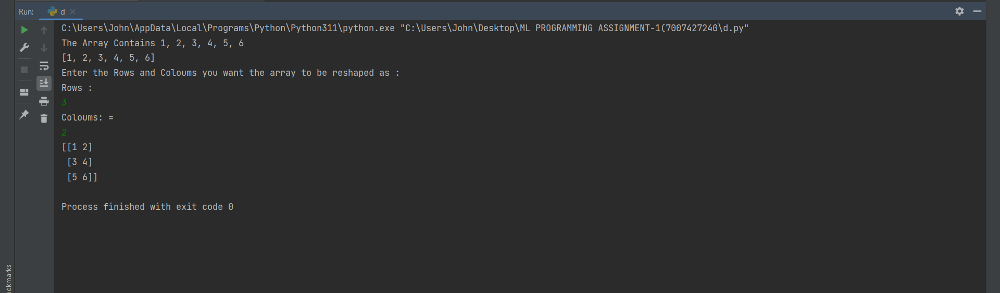 Run: d
C:\Users\John\AppData\Local\Programs\Python\Python311\python.exe "C:\Users\John\Desktop\ML PROGRAMMING ASSIGNMENT-1(7007427240\d.py"
The Array Contains 1, 2, 3, 4, 5, 6
[1, 2, 3, 4, 5, 6]
Enter the Rows and Coloums you want the array to be reshaped as :
Rows :
3
Coloums: =
2
[[1 2]
 [3 4]
 [5 6]]
Process finished with exit code 0
ookmarks